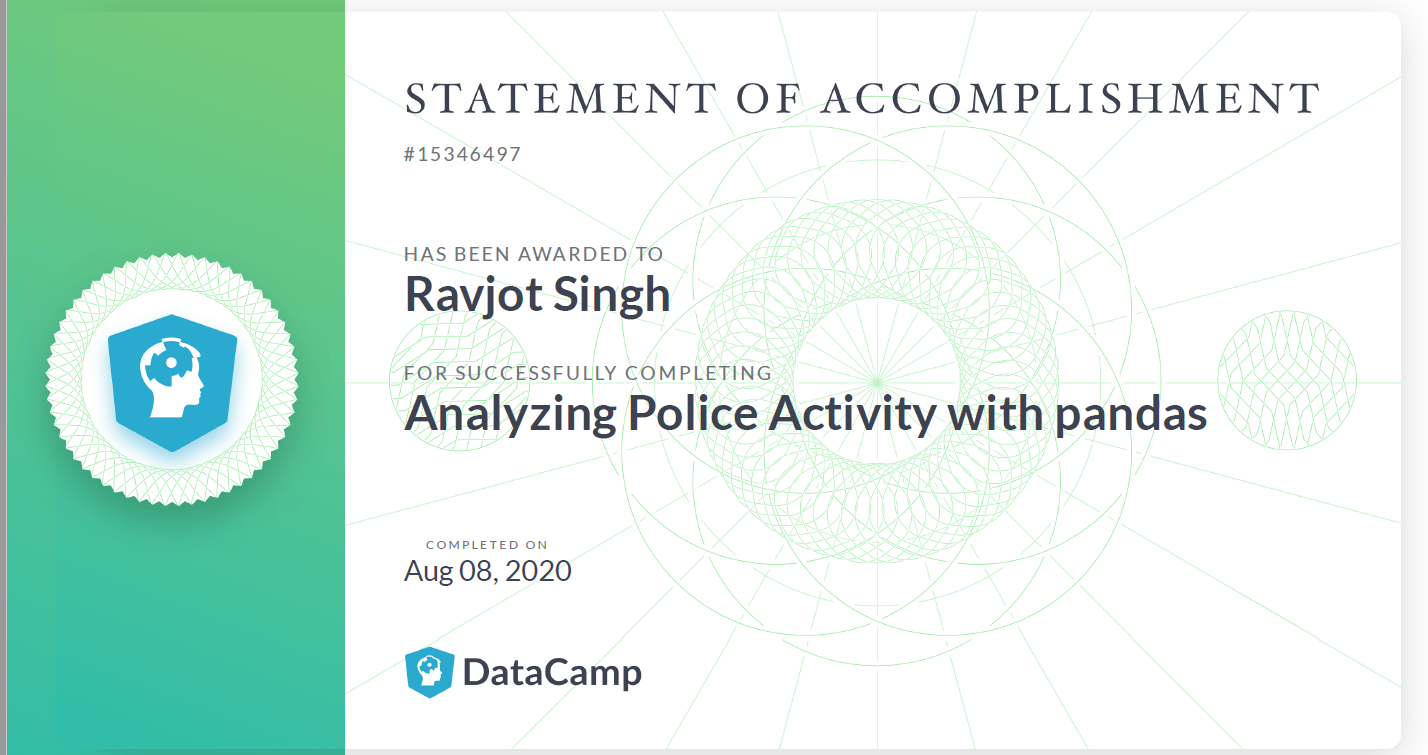 STATEMENT OF ACCOMPLISHMENT
#15346497
HAS BEEN AWARDED TO
Ravjot Singh
FOR SUCCESSFULLY COMPLETING
Analyzing Police Activity with pandas
COMPLETED ON
Aug 08, 2020
DataCamp